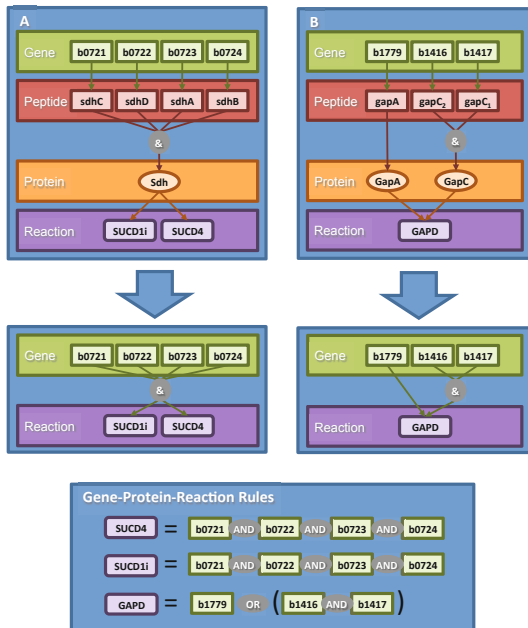 A
Gene b0721 b0722 b0723 b0724
Peptide sdhC sdhD sdhA sdhB
&
Protein Sdh
Reaction SUCD1i SUCD4
B
Gene b1779 b1416 b1417
Peptide gapA gapC2 gapC1
&
Protein GapA GapC
Reaction GAPD
Gene b0721 b0722 b0723 b0724
&
Reaction SUCD1i SUCD4
Gene b1779 b1416 b1417
&
Reaction GAPD
Gene-Protein-Reaction Rules
SUCD4 = b0721 AND b0722 AND b0723 AND b0724
SUCD1i = b0721 AND b0722 AND b0723 AND b0724
GAPD = b1779 OR (b1416 AND b1417)